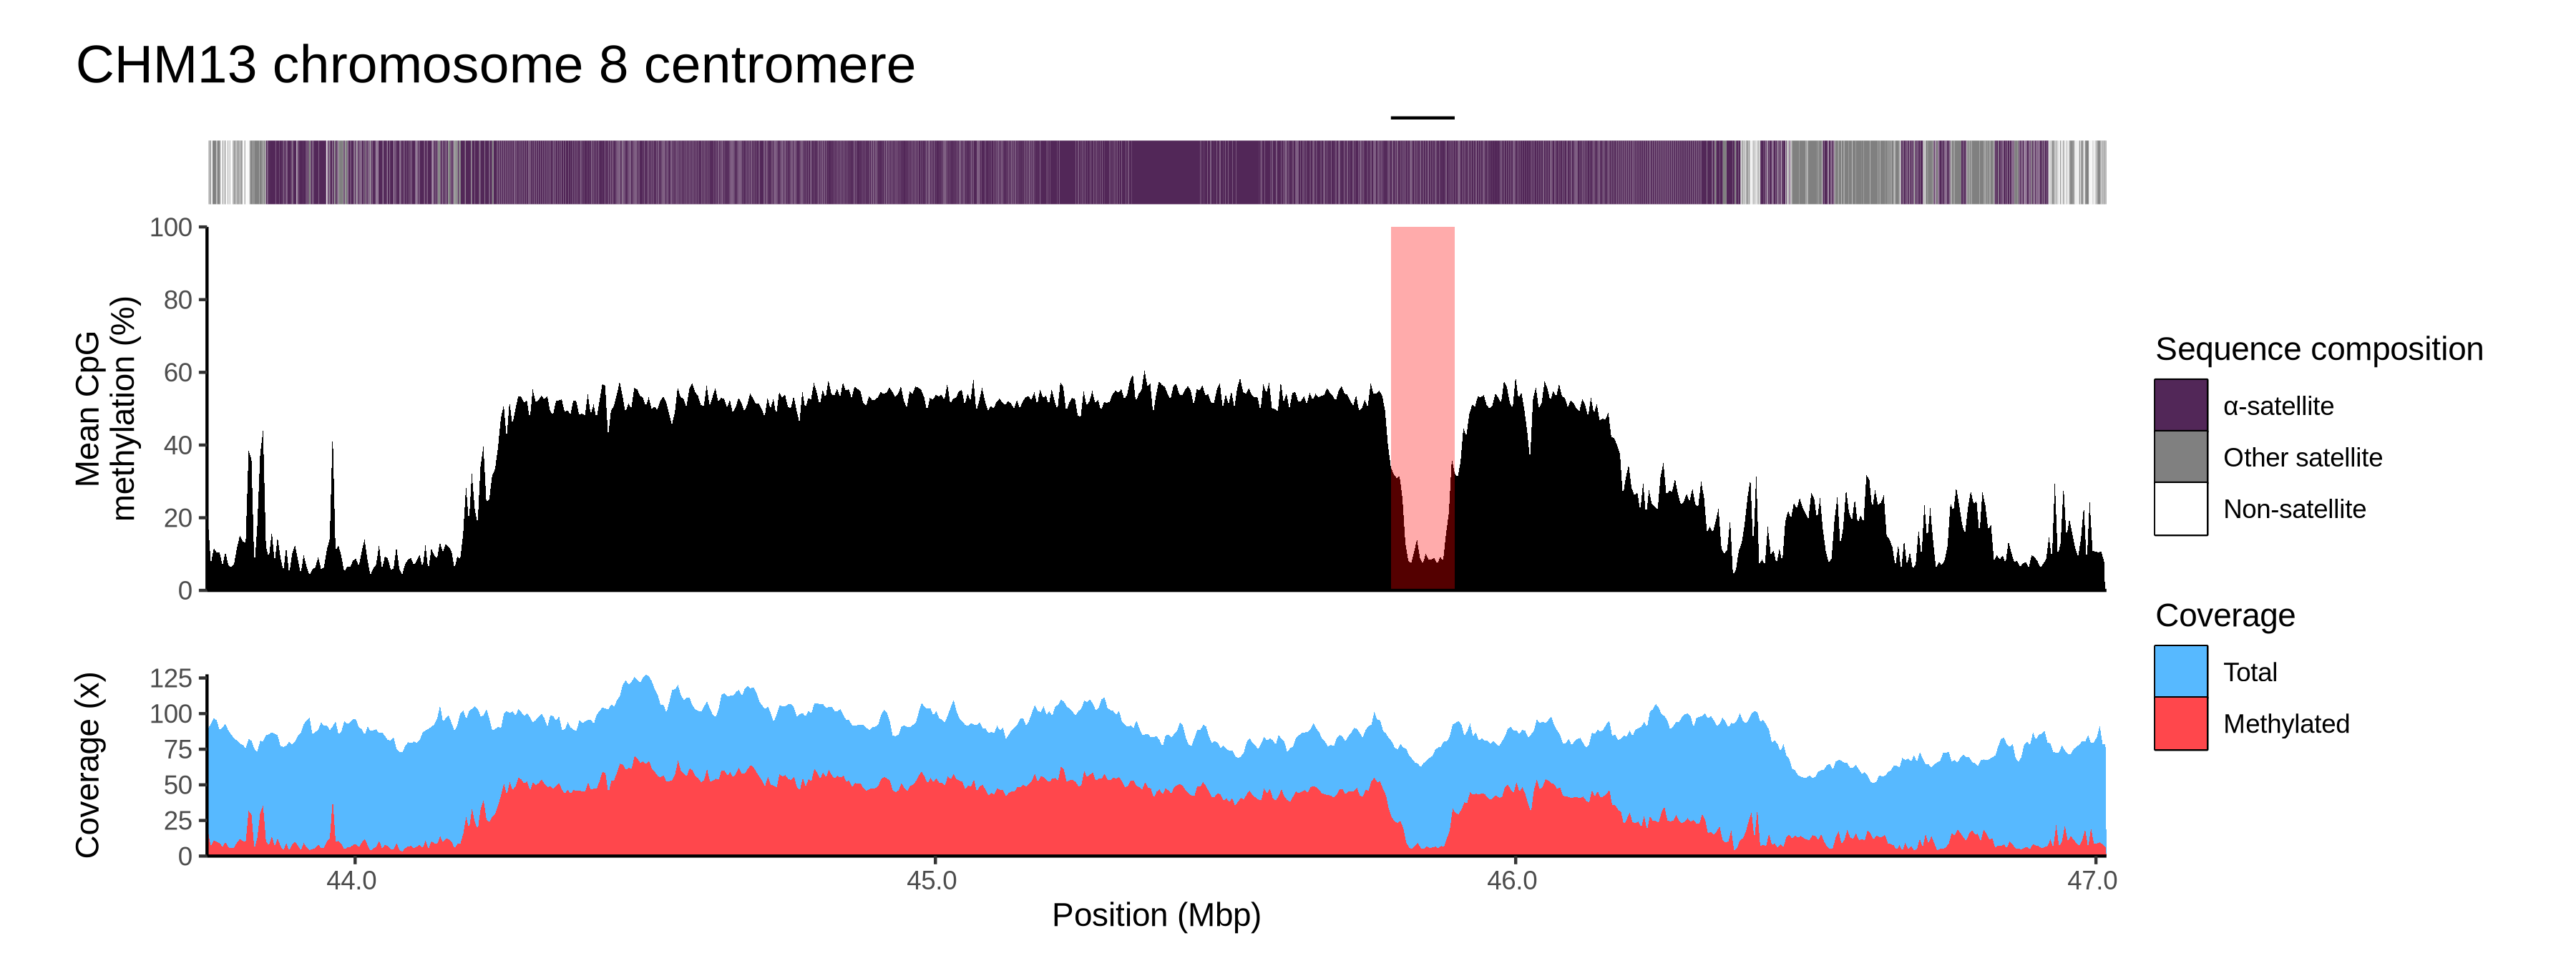 CHM13 chromosome 8 centromere
100
80
60
40
20
0
Mean CpG
methylation (%)
Sequence composition
α-satellite
Other satellite
Non-satellite
Coverage
Total
Methylated
125
100
75
50
25
0
Coverage (x)
44.0 45.0 46.0 47.0
Position (Mbp)